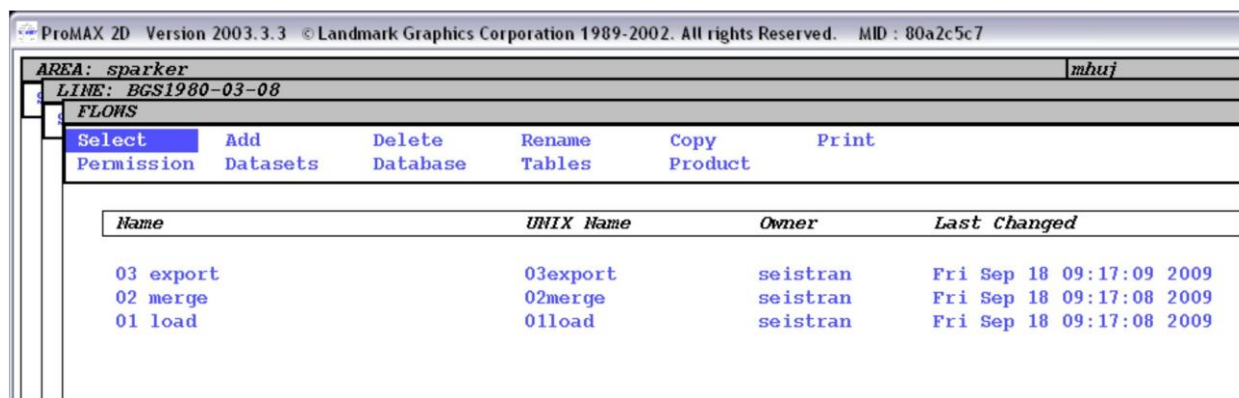 ProMAX 2D Version 2003.3.3 © Landmark Graphics Corporation 1989-2002. All rights Reserved. MID : 80a2c5c7
AREA: sparker mhuj
LINE: BGS1980-03-08
FLOWS
Select Add Delete Rename Copy Print
Permission Datasets Database Tables Product
Name UNIX Name Owner Last Changed
03 export 03export seistran Fri Sep 18 09:17:09 2009
02 merge 02merge seistran Fri Sep 18 09:17:08 2009
01 load 01load seistran Fri Sep 18 09:17:08 2009